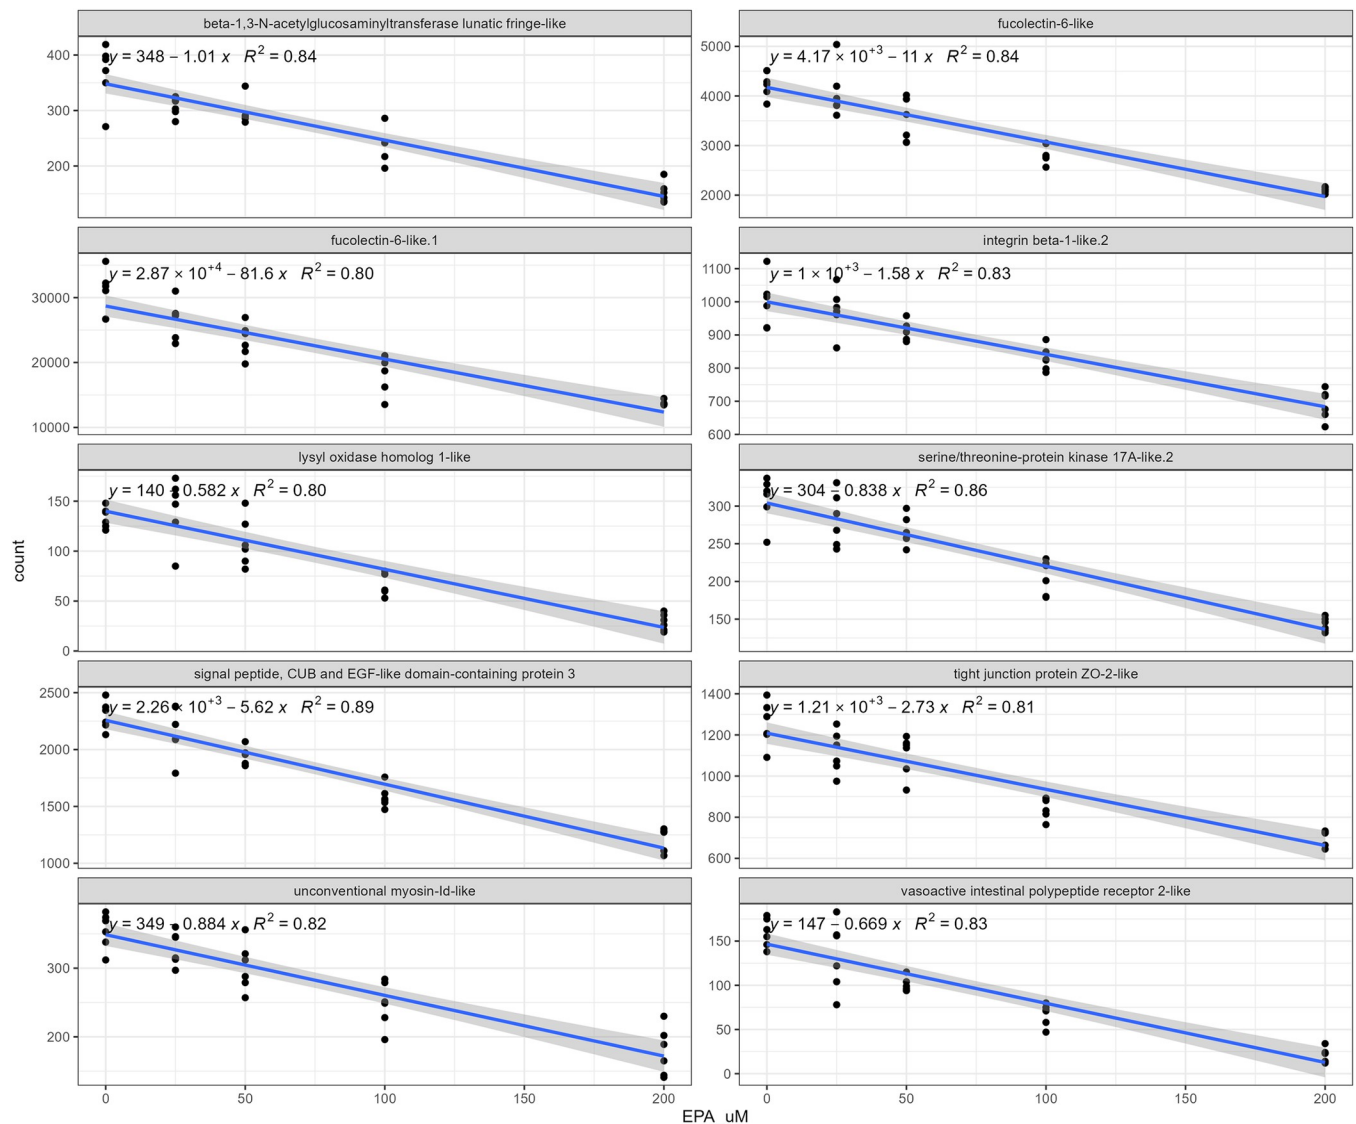 beta-1,3-N-acetylglucosaminyltransferase lunatic fringe-like
y = 348 − 1.01 x R² = 0.84
400
300
200
fucolectin-6-like
y = 4.17 × 10⁺³ − 11 x R² = 0.84
5000
4000
3000
2000
fucolectin-6-like.1
y = 2.87 × 10⁺⁴ − 81.6 x R² = 0.80
30000
20000
10000
integrin beta-1-like.2
y = 1 × 10⁺³ − 1.58 x R² = 0.83
1100
1000
900
800
700
600
lysyl oxidase homolog 1-like
y = 140 − 0.582 x R² = 0.80
150
100
50
0
serine/threonine-protein kinase 17A-like.2
y = 304 − 0.838 x R² = 0.86
300
250
200
150
signal peptide, CUB and EGF-like domain-containing protein 3
y = 2.26 × 10⁺³ − 5.62 x R² = 0.89
2500
2000
1500
1000
tight junction protein ZO-2-like
y = 1.21 × 10⁺³ − 2.73 x R² = 0.81
1400
1200
1000
800
600
unconventional myosin-Id-like
y = 349 − 0.884 x R² = 0.82
300
200
vasoactive intestinal polypeptide receptor 2-like
y = 147 − 0.669 x R² = 0.83
150
100
50
0
0 50 100 150 200
0 50 100 150 200
count
EPA uM